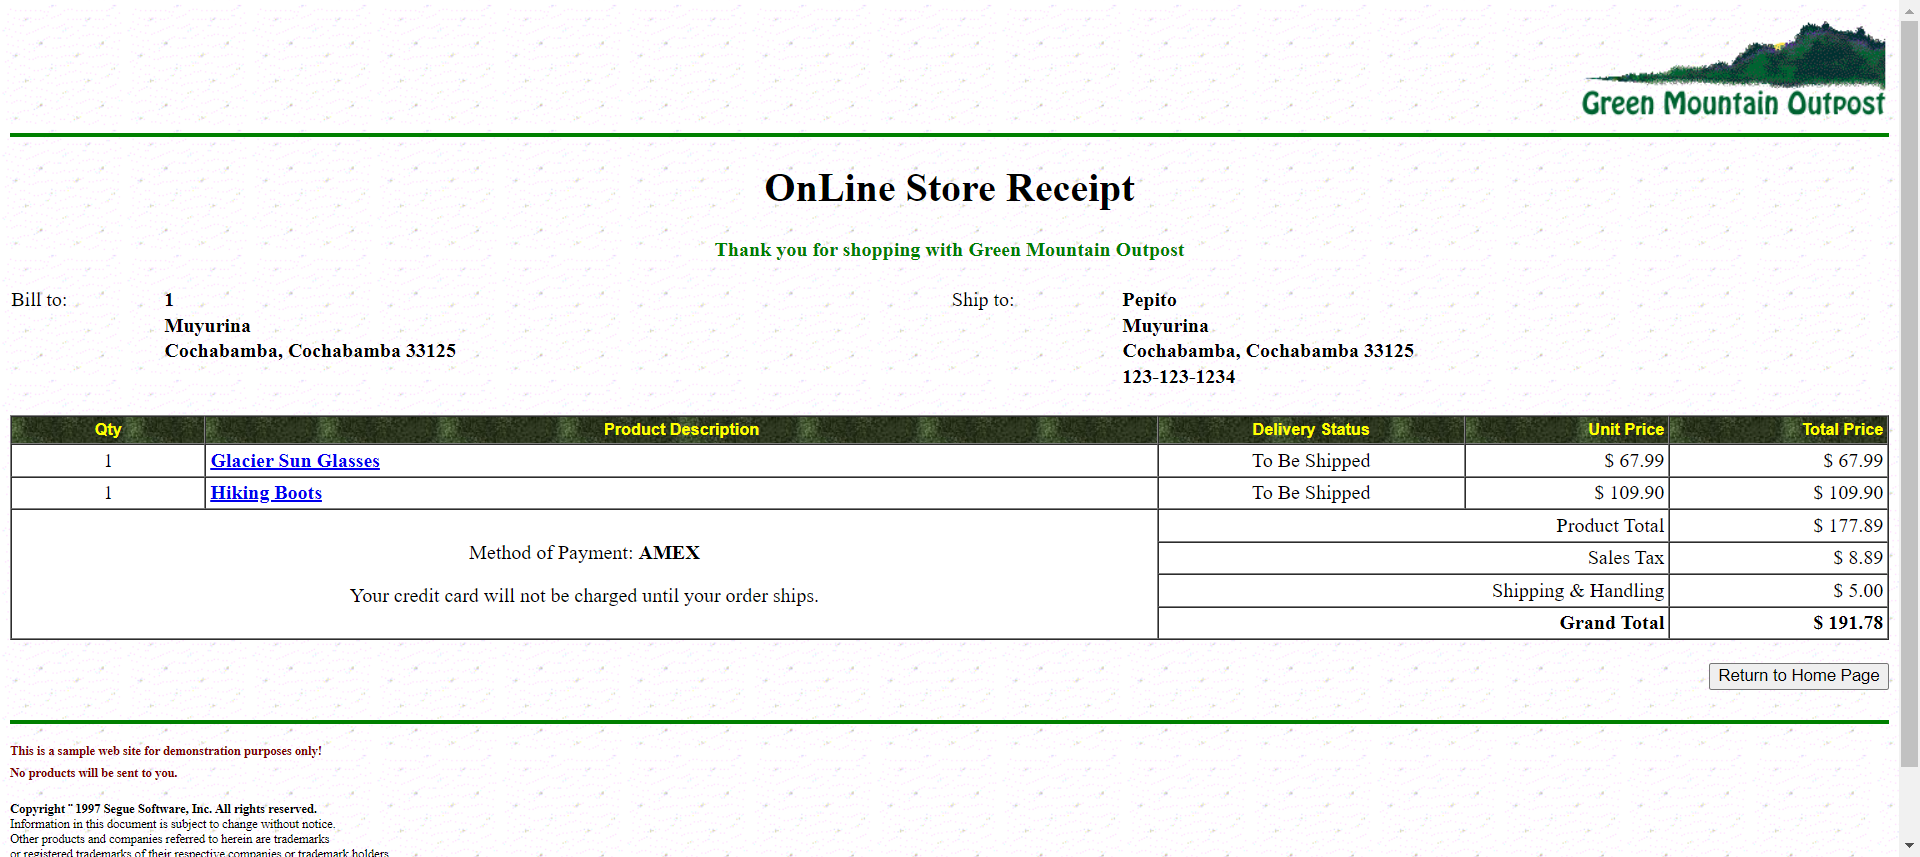 Green Mountain Outpost
OnLine Store Receipt
Thank you for shopping with Green Mountain Outpost
Bill to: 1
Muyurina
Cochabamba, Cochabamba 33125
Ship to: Pepito
Muyurina
Cochabamba, Cochabamba 33125
123-123-1234
Qty Product Description Delivery Status Unit Price Total Price
1 Glacier Sun Glasses To Be Shipped $ 67.99 $ 67.99
1 Hiking Boots To Be Shipped $ 109.90 $ 109.90
Method of Payment: AMEX
Your credit card will not be charged until your order ships.
Product Total $ 177.89
Sales Tax $ 8.89
Shipping & Handling $ 5.00
Grand Total $ 191.78
Return to Home Page
This is a sample web site for demonstration purposes only!
No products will be sent to you.
Copyright ¨ 1997 Segue Software, Inc. All rights reserved.
Information in this document is subject to change without notice.
Other products and companies referred to herein are trademarks
or registered trademarks of their respective companies or trademark holders